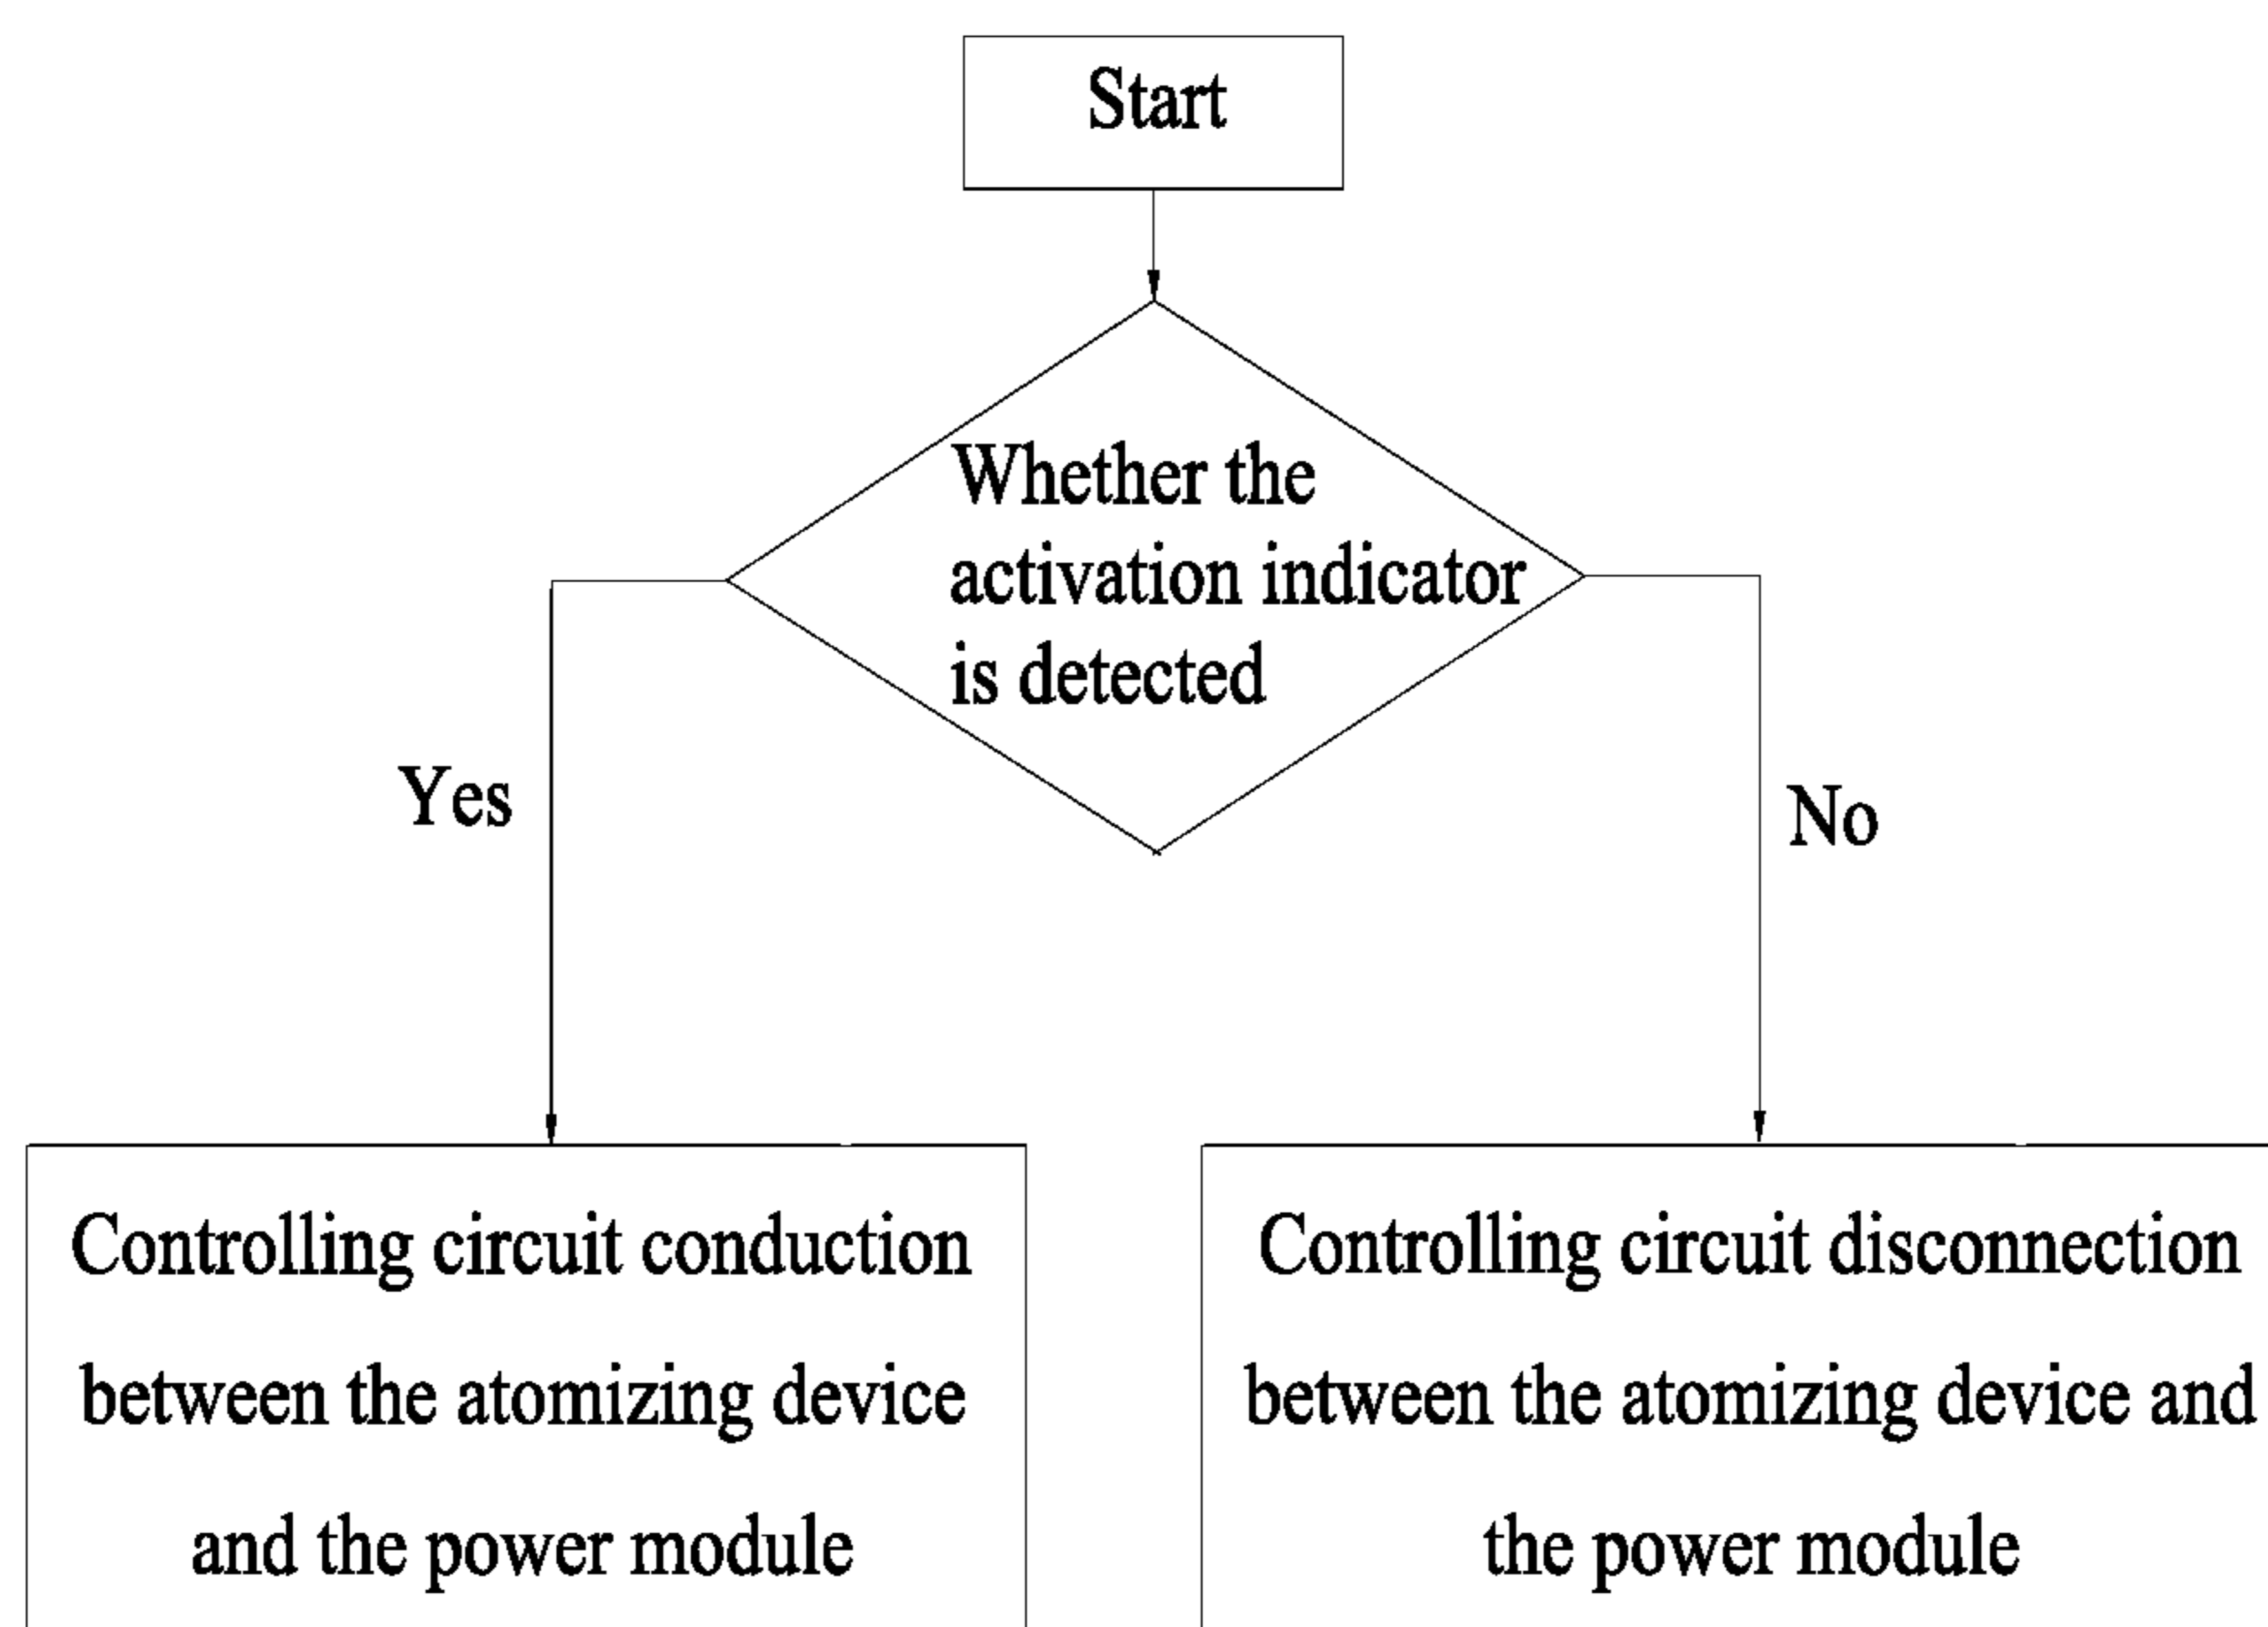 Start
Whether the
activation indicator
is detected
Yes
No
Controlling circuit conduction
between the atomizing device
and the power module
Controlling circuit disconnection
between the atomizing device and
the power module